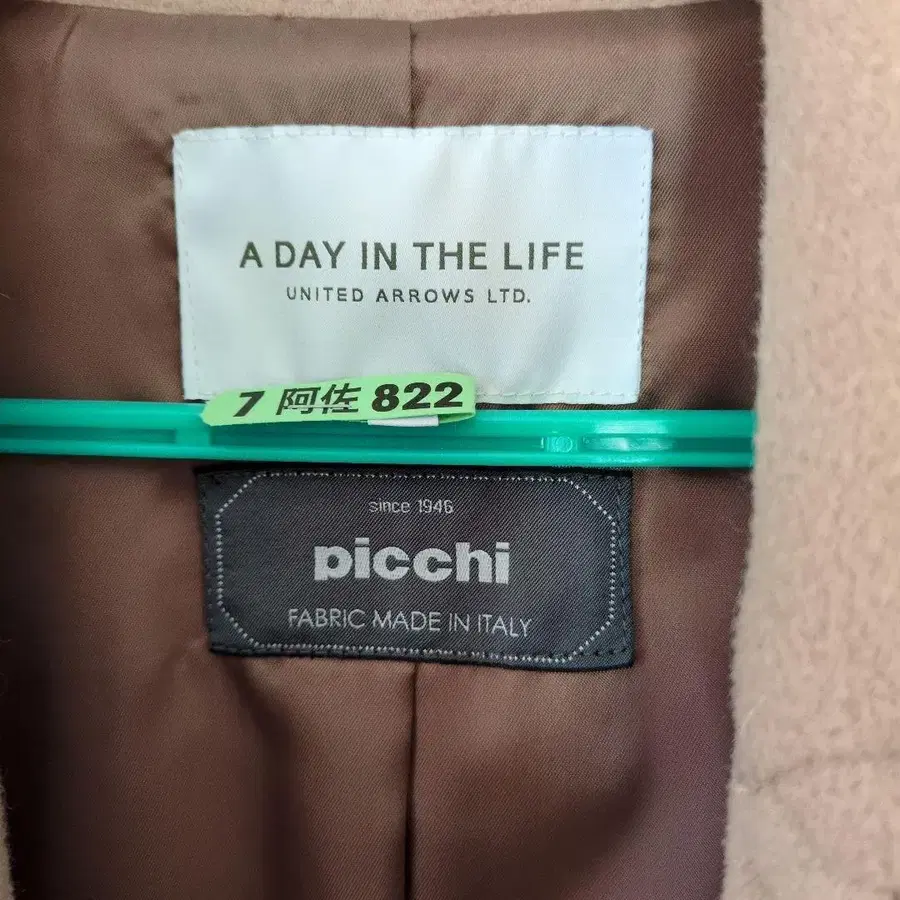 A DAY IN THE LIFE
UNITED ARROWS LTD.
7 阿佐 822
since 1946
picchi
FABRIC MADE IN ITALY